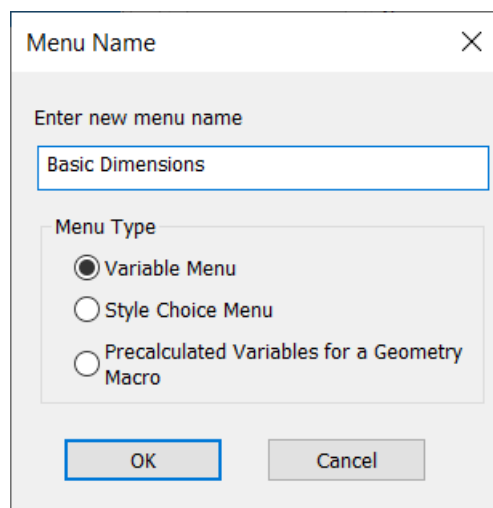 Menu Name
Enter new menu name
Basic Dimensions
Menu Type
Variable Menu
Style Choice Menu
Precalculated Variables for a Geometry
Macro
OK
Cancel